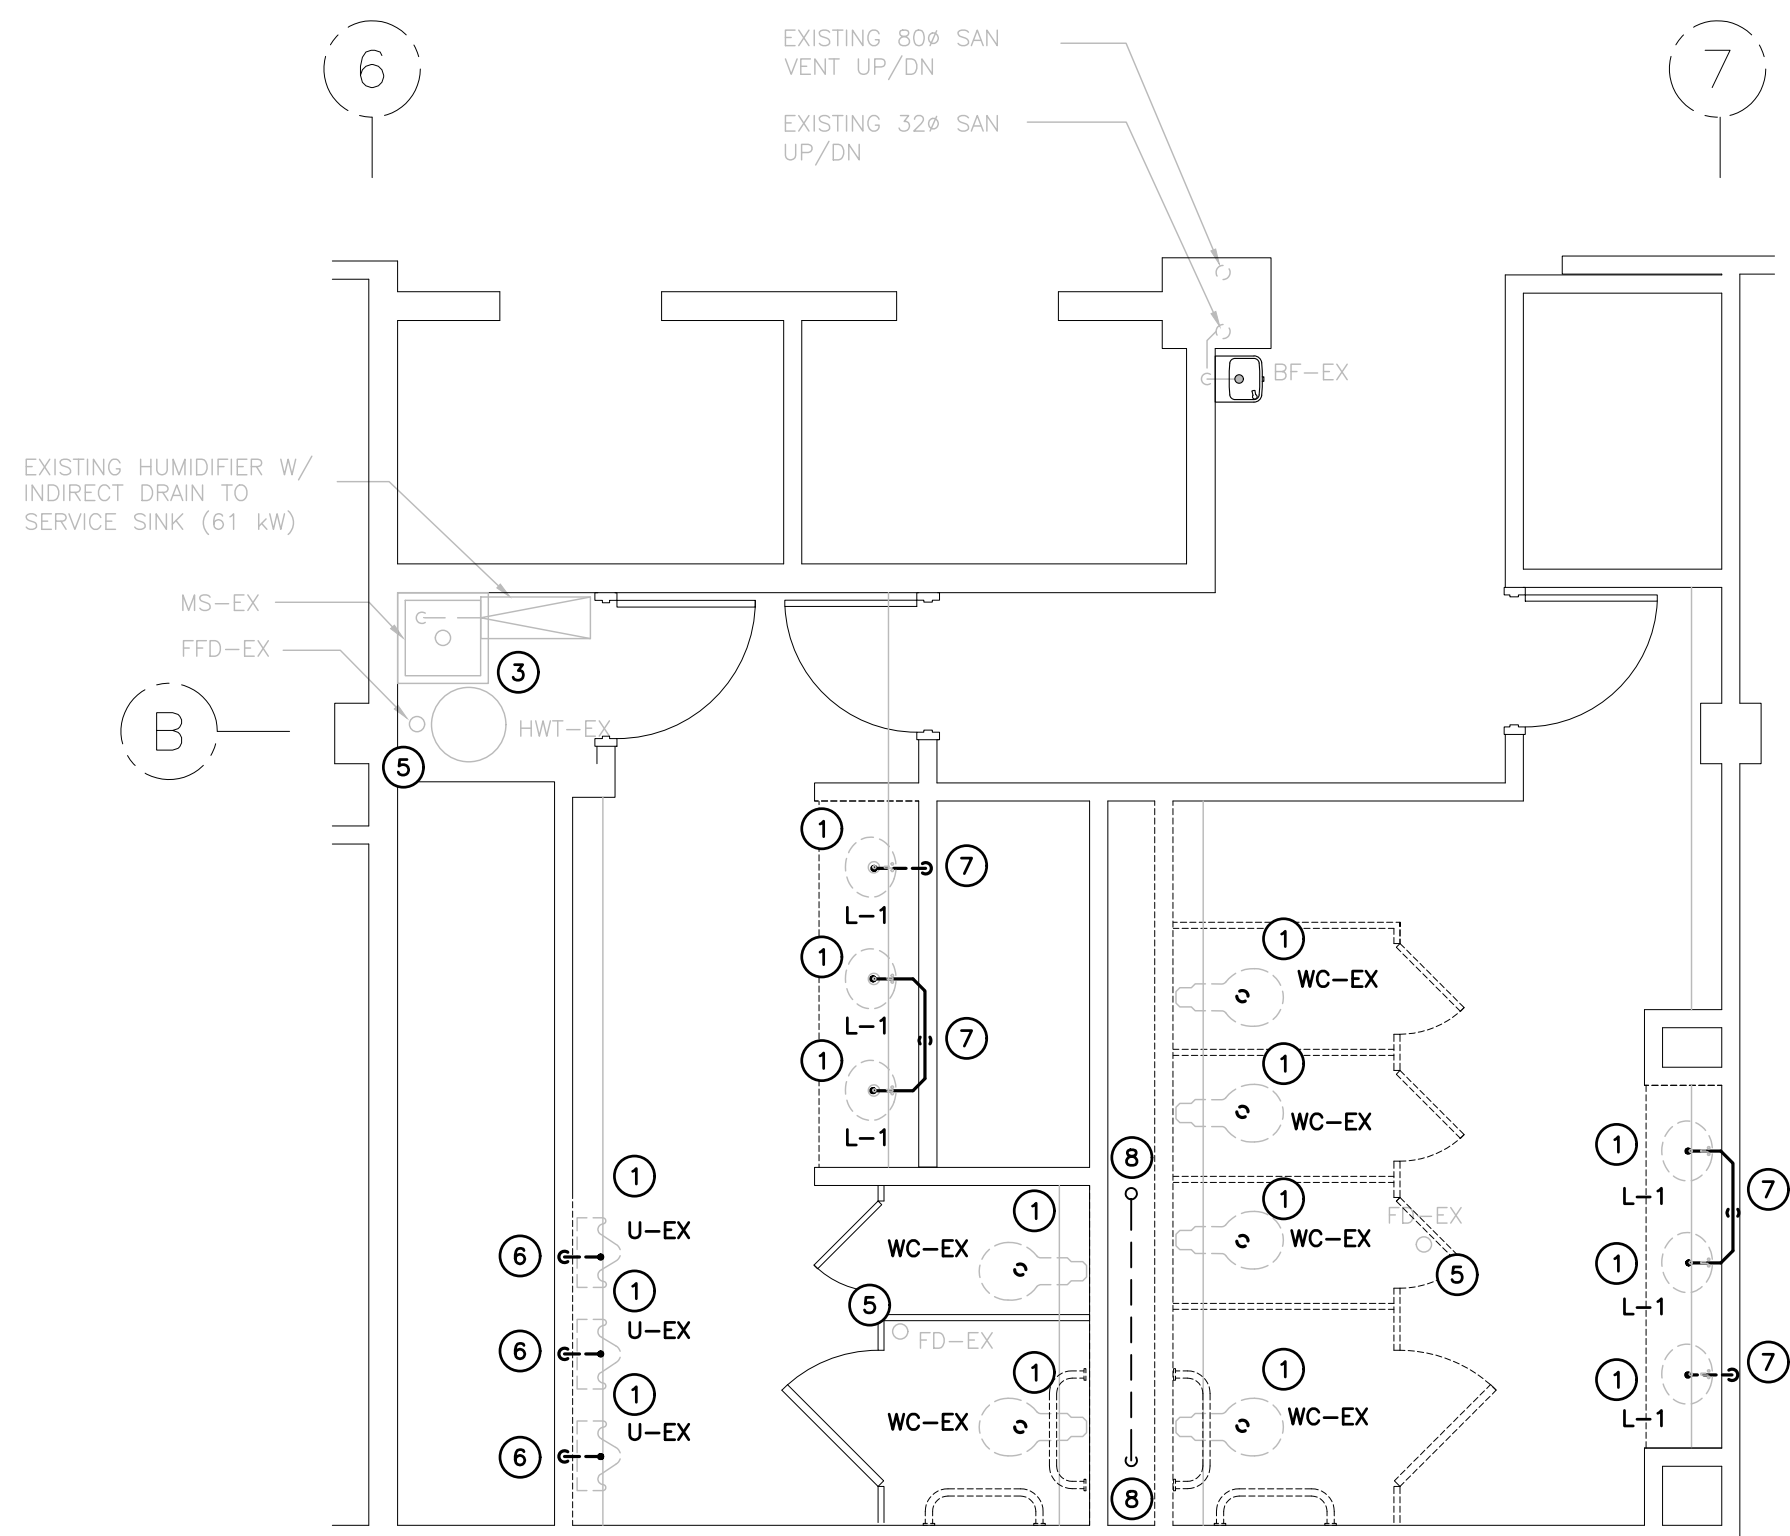 6
7
EXISTING 80ø SAN
VENT UP/DN
EXISTING 32ø SAN
UP/DN
BF-EX
EXISTING HUMIDIFIER W/
INDIRECT DRAIN TO
SERVICE SINK (61 kW)
MS-EX
FFD-EX
3
B
HWT-EX
5
1
7
L-1
1
WC-EX
1
L-1
7
1
WC-EX
1
L-1
8
1
L-1
7
1
U-EX
1
WC-EX
1
WC-EX
FD-EX
6
1
L-1
5
1
U-EX
5
FD-EX
6
1
WC-EX
1
WC-EX
1
L-1
7
1
U-EX
6
8